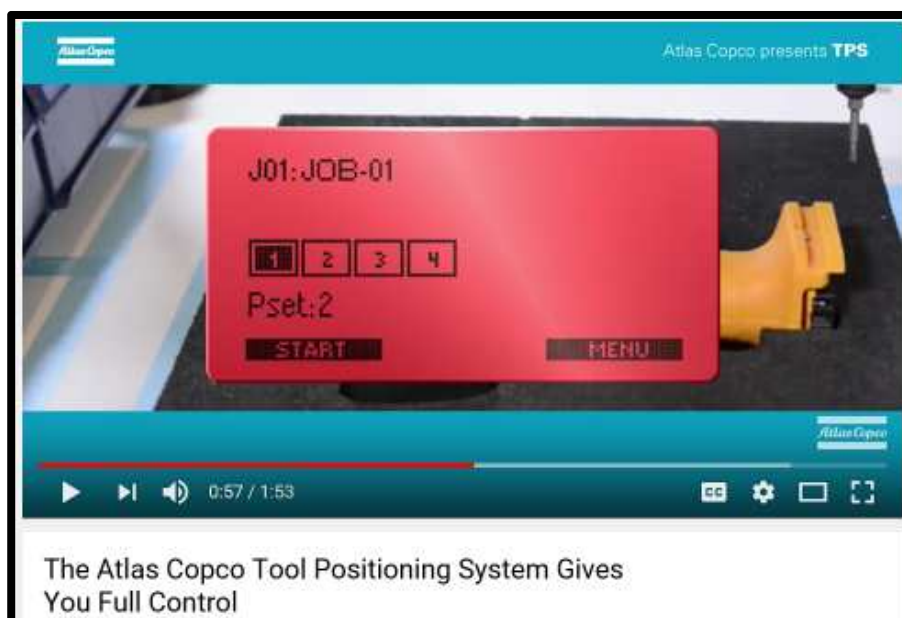 Atlas Copco
Atlas Copco presents TPS
J01:JOB-01
1 2 3 4
Pset:2
START
MENU
Atlas Copco
0:57 / 1:53
CC
The Atlas Copco Tool Positioning System Gives
You Full Control